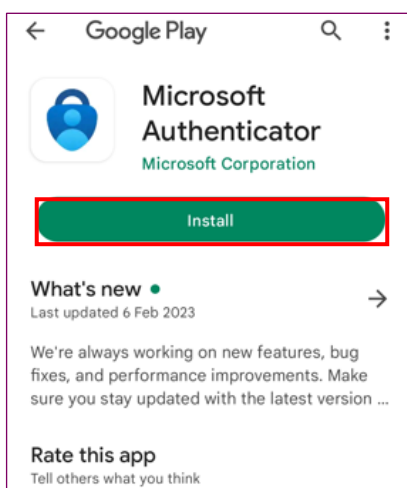 Google Play
Microsoft
Authenticator
Microsoft Corporation
Install
What's new
Last updated 6 Feb 2023
We're always working on new features, bug
fixes, and performance improvements. Make
sure you stay updated with the latest version ...
Rate this app
Tell others what you think